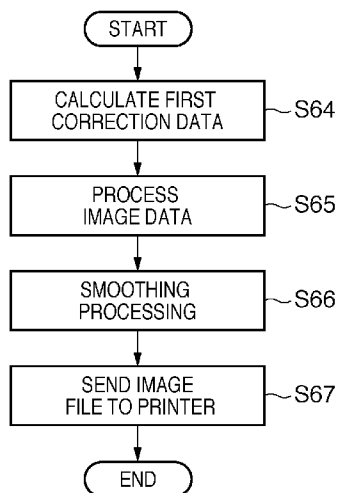 START
CALCULATE FIRST
CORRECTION DATA
S64
PROCESS
IMAGE DATA
S65
SMOOTHING
PROCESSING
S66
SEND IMAGE
FILE TO PRINTER
S67
END